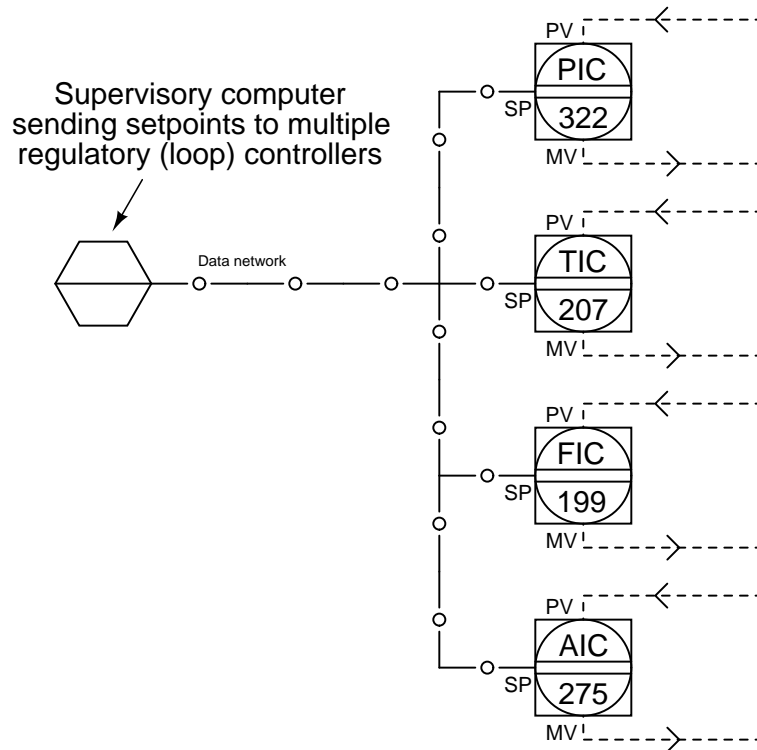 Supervisory computer
sending setpoints to multiple
regulatory (loop) controllers
Data network
PV
PIC
SP
322
MV
PV
TIC
SP
207
MV
PV
FIC
SP
199
MV
PV
AIC
SP
275
MV